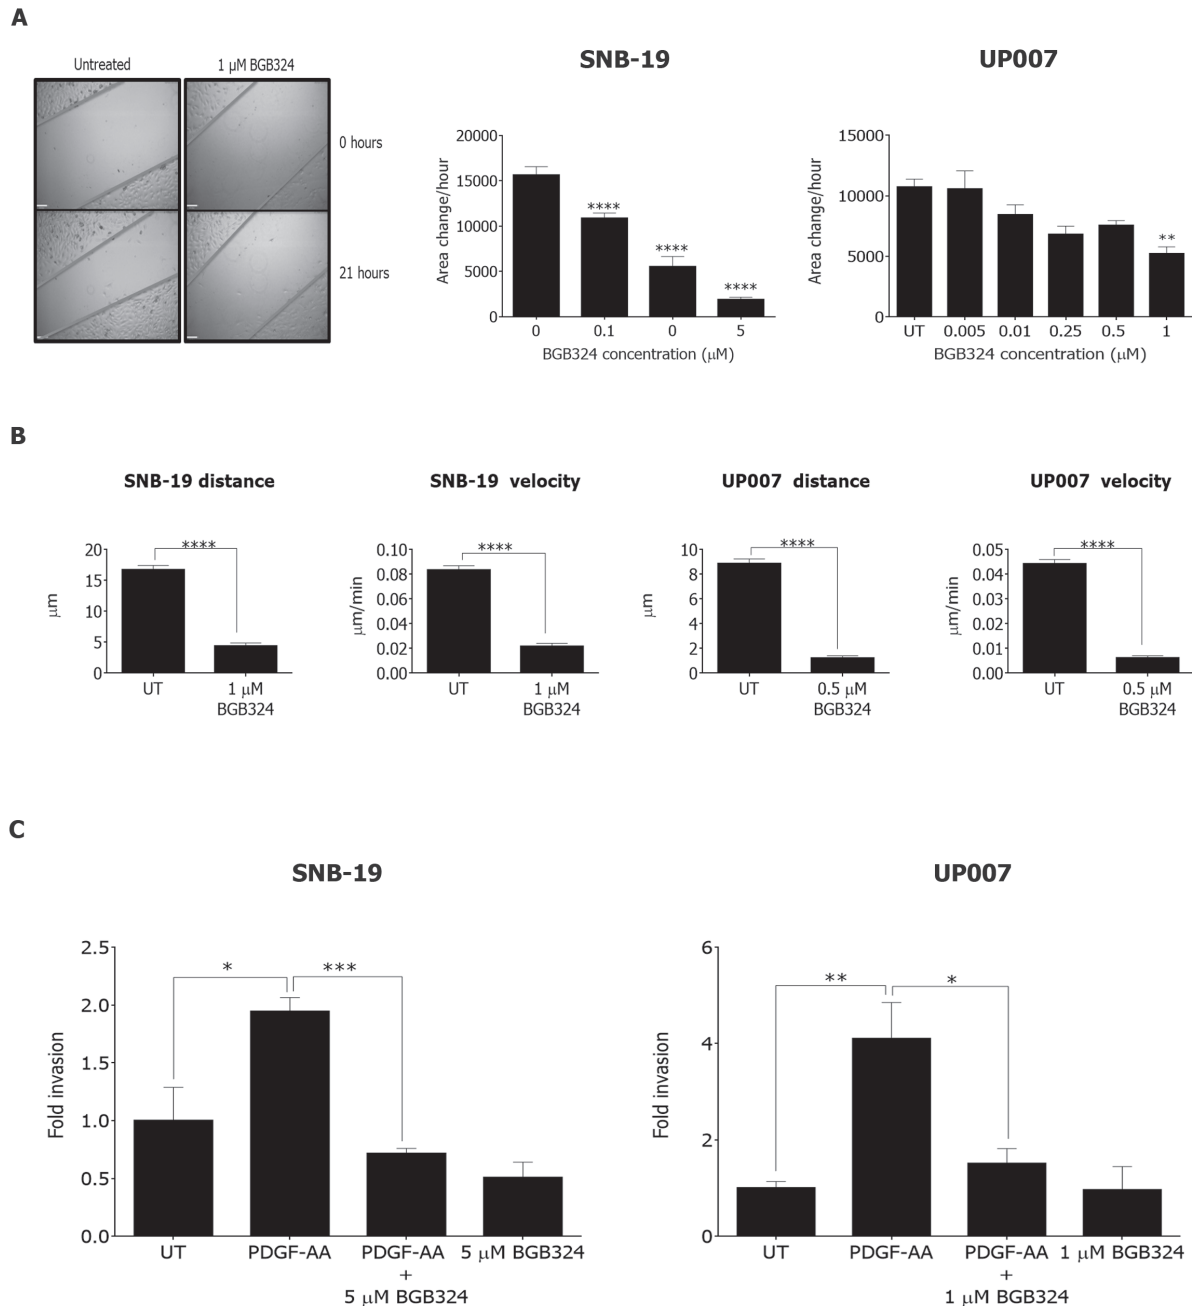 A
Untreated
1 μM BGB324
0 hours
21 hours
SNB-19
20000
15000
10000
5000
0
Area change/hour
****
****
****
0
0.1
0
5
BGB324 concentration (μM)
UP007
15000
10000
5000
0
Area change/hour
**
UT
0.005
0.01
0.25
0.5
1
BGB324 concentration (μM)
B
SNB-19 distance
20
15
10
5
0
μm
****
UT
1 μM
BGB324
SNB-19 velocity
0.10
0.08
0.06
0.04
0.02
0.00
μm/min
****
UT
1 μM
BGB324
UP007 distance
10
8
6
4
2
0
μm
****
UT
0.5 μM
BGB324
UP007 velocity
0.05
0.04
0.03
0.02
0.01
0.00
μm/min
****
UT
0.5 μM
BGB324
C
SNB-19
2.5
2.0
1.5
1.0
0.5
0.0
Fold invasion
*
***
UT
PDGF-AA
PDGF-AA
+
5 μM BGB324
5 μM BGB324
UP007
6
4
2
0
Fold invasion
**
*
UT
PDGF-AA
PDGF-AA
+
1 μM BGB324
1 μM BGB324